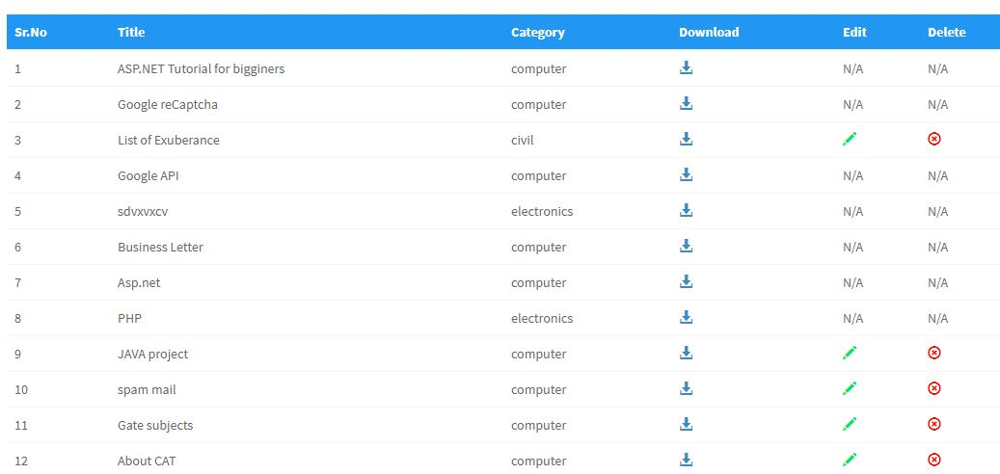 Sr.No Title Category Download Edit Delete
1 ASP.NET Tutorial for bigginers computer N/A N/A
2 Google reCaptcha computer N/A N/A
3 List of Exuberance civil
4 Google API computer N/A N/A
5 sdvxvxcv electronics N/A N/A
6 Business Letter computer N/A N/A
7 Asp.net computer N/A N/A
8 PHP electronics N/A N/A
9 JAVA project computer
10 spam mail computer
11 Gate subjects computer
12 About CAT computer